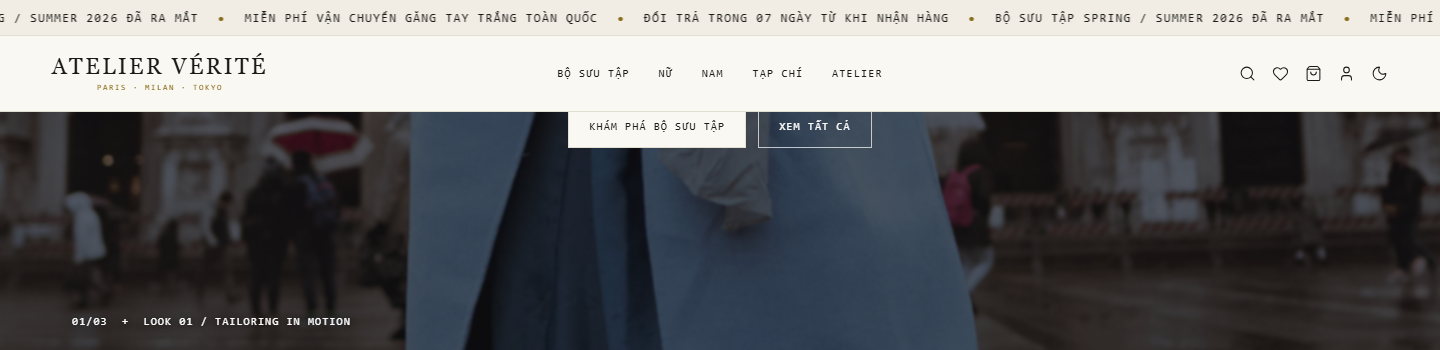 / SUMMER 2026 ĐÃ RA MẮT • MIỄN PHÍ VẬN CHUYỂN GĂNG TAY TRẮNG TOÀN QUỐC • ĐỔI TRẢ TRONG 07 NGÀY TỪ KHI NHẬN HÀNG • BỘ SƯU TẬP SPRING / SUMMER 2026 ĐÃ RA MẮT • MIỄN PHÍ
ATELIER VÉRITÉ
PARIS · MILAN · TOKYO
BỘ SƯU TẬP NỮ NAM TẠP CHÍ ATELIER
KHÁM PHÁ BỘ SƯU TẬP XEM TẤT CẢ
01/03 + LOOK 01 / TAILORING IN MOTION